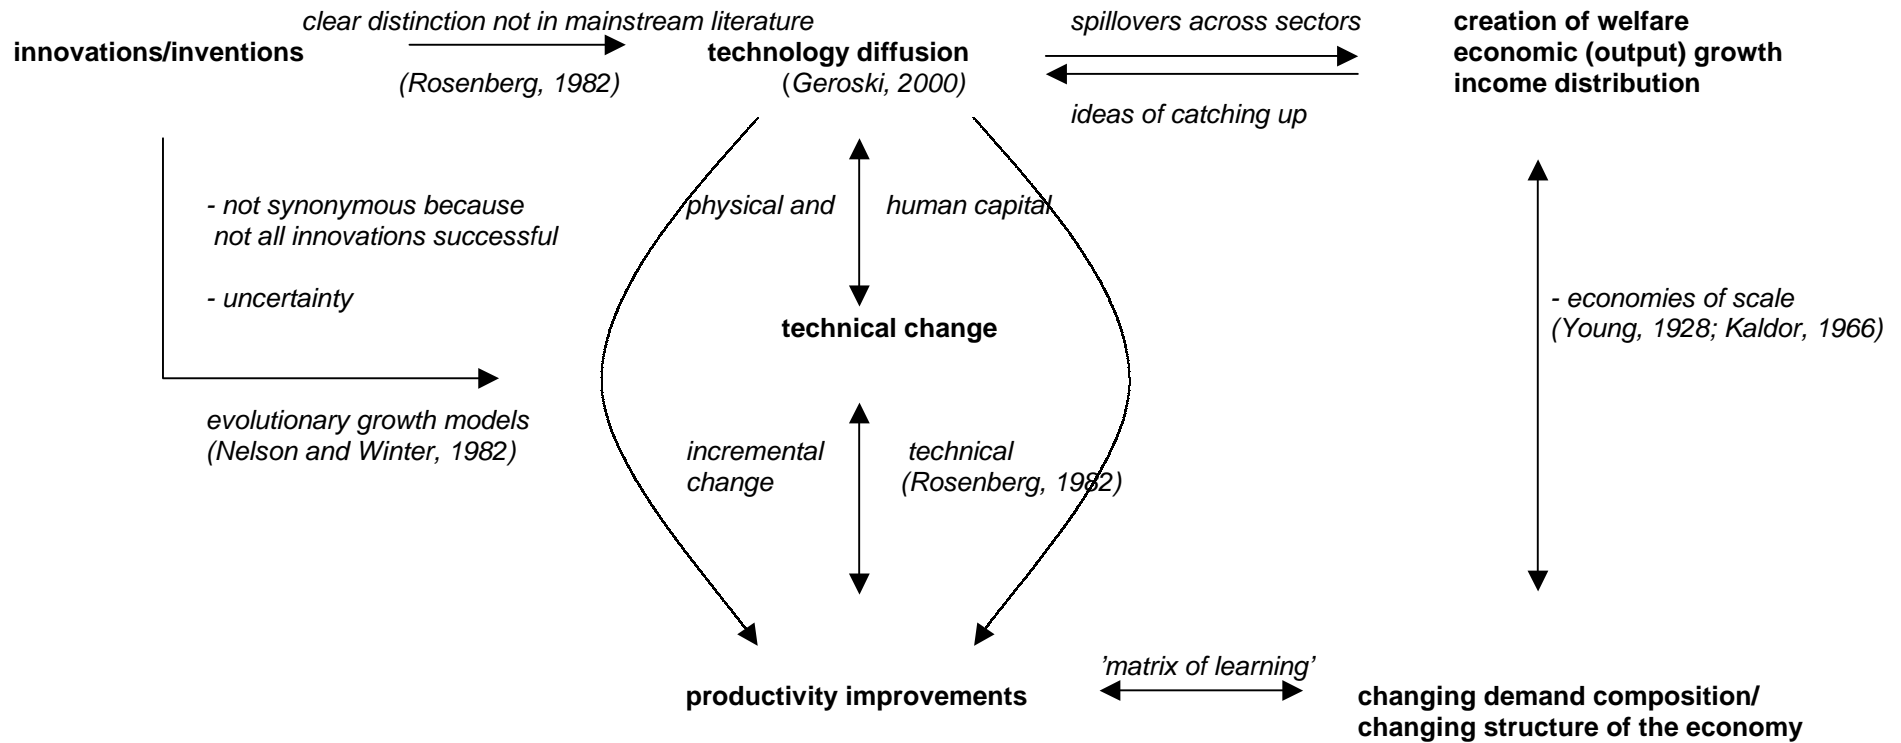 clear distinction not in mainstream literature
innovations/inventions
(Rosenberg, 1982)
technology diffusion
(Geroski, 2000)
spillovers across sectors
ideas of catching up
creation of welfare
economic (output) growth
income distribution
- not synonymous because
not all innovations successful
- uncertainty
physical and
human capital
technical change
- economies of scale
(Young, 1928; Kaldor, 1966)
evolutionary growth models
(Nelson and Winter, 1982)
incremental
change
technical
(Rosenberg, 1982)
productivity improvements
’matrix of learning’
changing demand composition/
changing structure of the economy